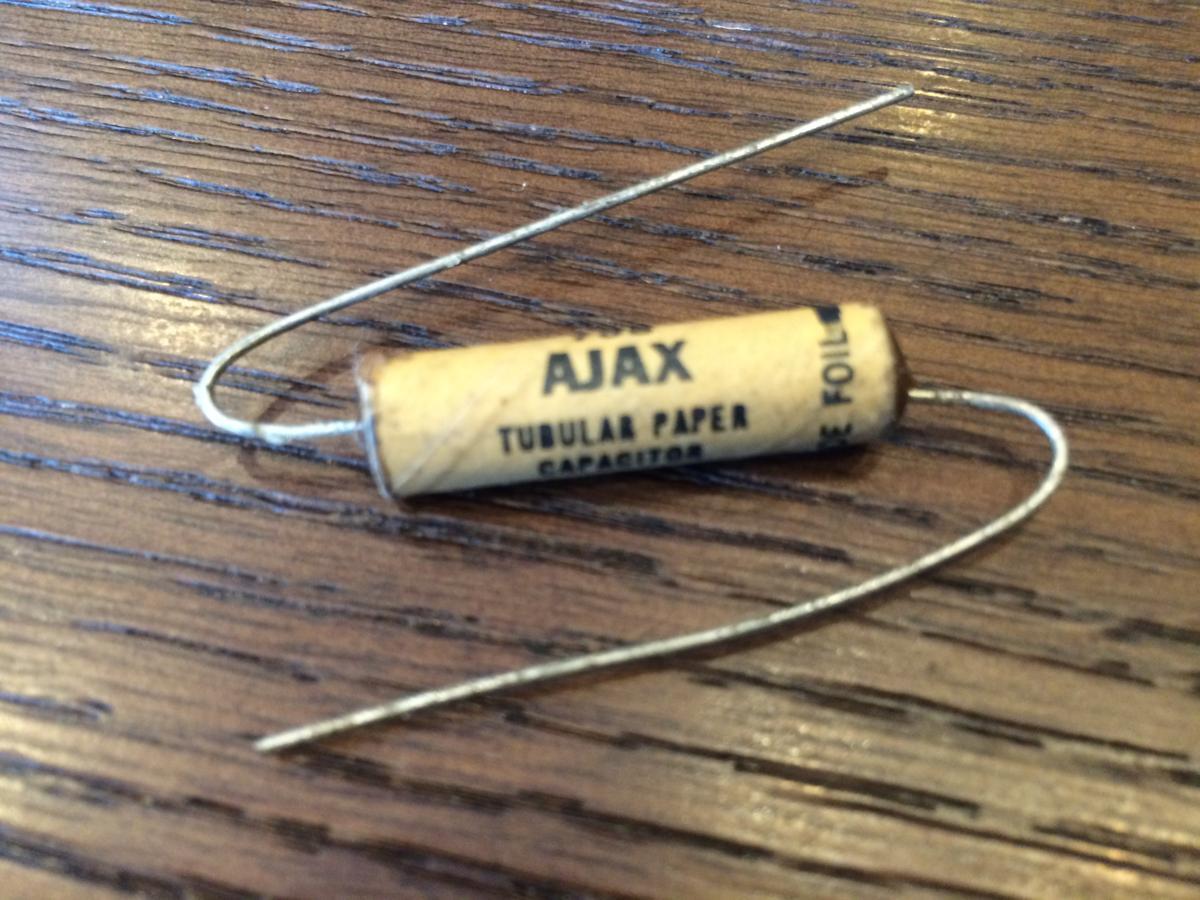 AJAX
TUBULAR PAPER
CAPACITOR
FOIL